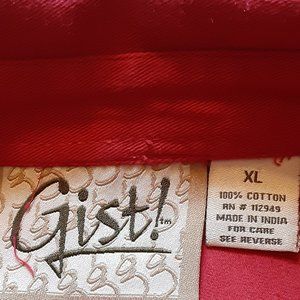 Gist!™
XL
100% COTTON
RN # 112949
MADE IN INDIA
FOR CARE
SEE REVERSE